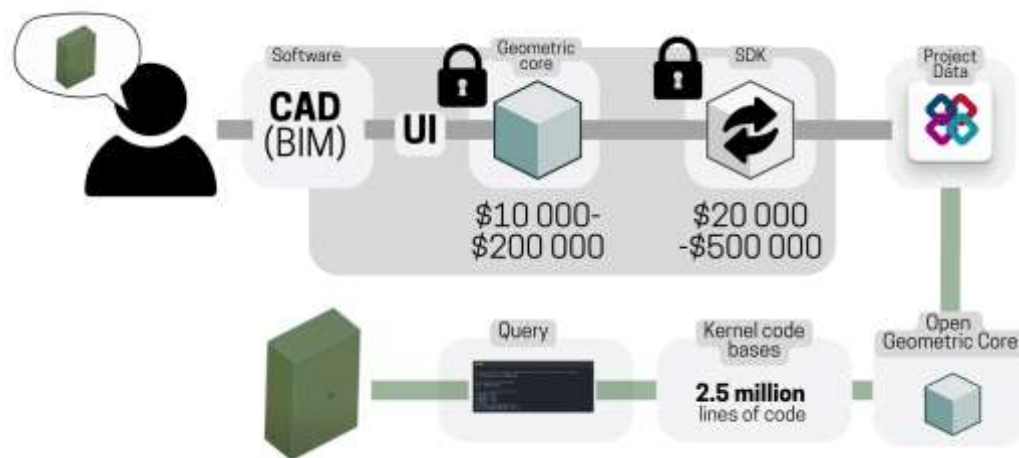 Software
CAD
(BIM)
UI
Geometric
core
$10 000-
$200 000
SDK
$20 000
-$500 000
Project
Data
Query
Kernel code
bases
2.5 million
lines of code
Open
Geometric Core